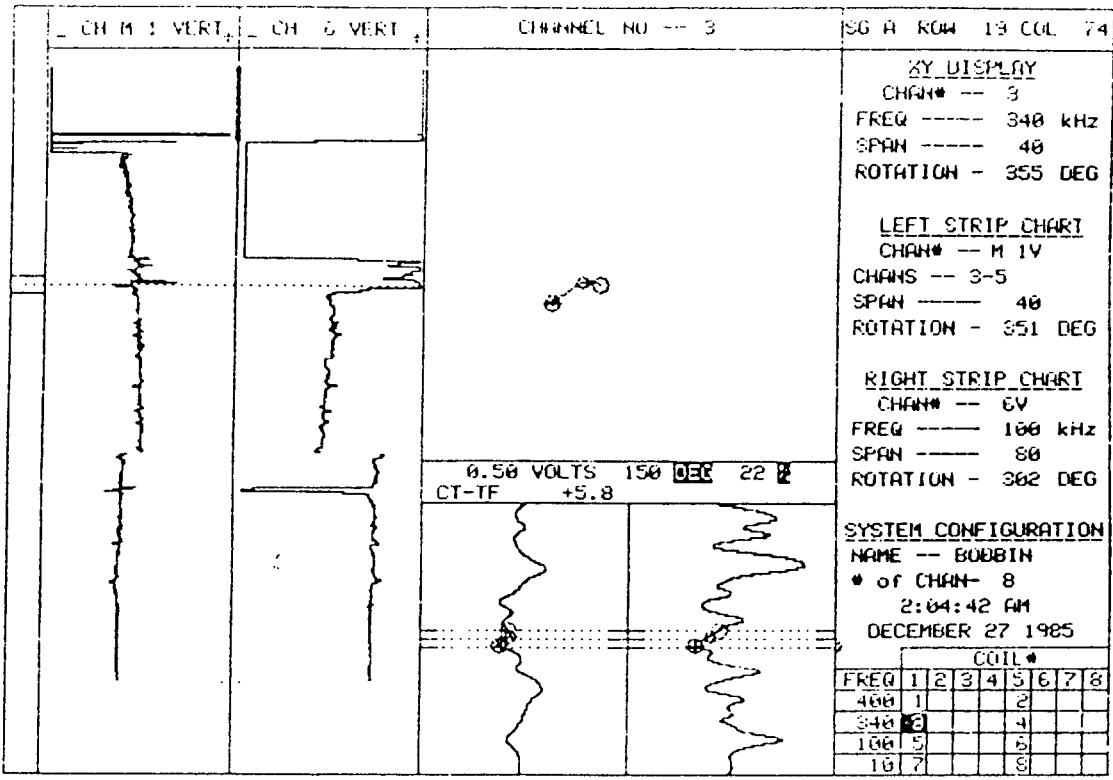 _ CH M 1 VERT +
_ CH 6 VERT +
CHANNEL NO -- 3
SG A ROW 19 COL 74
XY DISPLAY
CHAN# -- 3
FREQ ----- 340 kHz
SPAN ----- 40
ROTATION - 355 DEG
LEFT STRIP CHART
CHAN# -- M 1V
CHANS -- 3-5
SPAN ----- 40
ROTATION - 351 DEG
RIGHT STRIP CHART
CHAN# -- 6V
FREQ ----- 100 kHz
SPAN ----- 80
ROTATION - 302 DEG
0.50 VOLTS 150 DEG 22 %
CT-TF +5.8
SYSTEM CONFIGURATION
NAME -- BOBBIN
# of CHAN- 8
2:04:42 AM
DECEMBER 27 1985
COIL#
FREQ 1 2 3 4 5 6 7 8
400 1 2
340 3 4
100 5 6
10 7 8